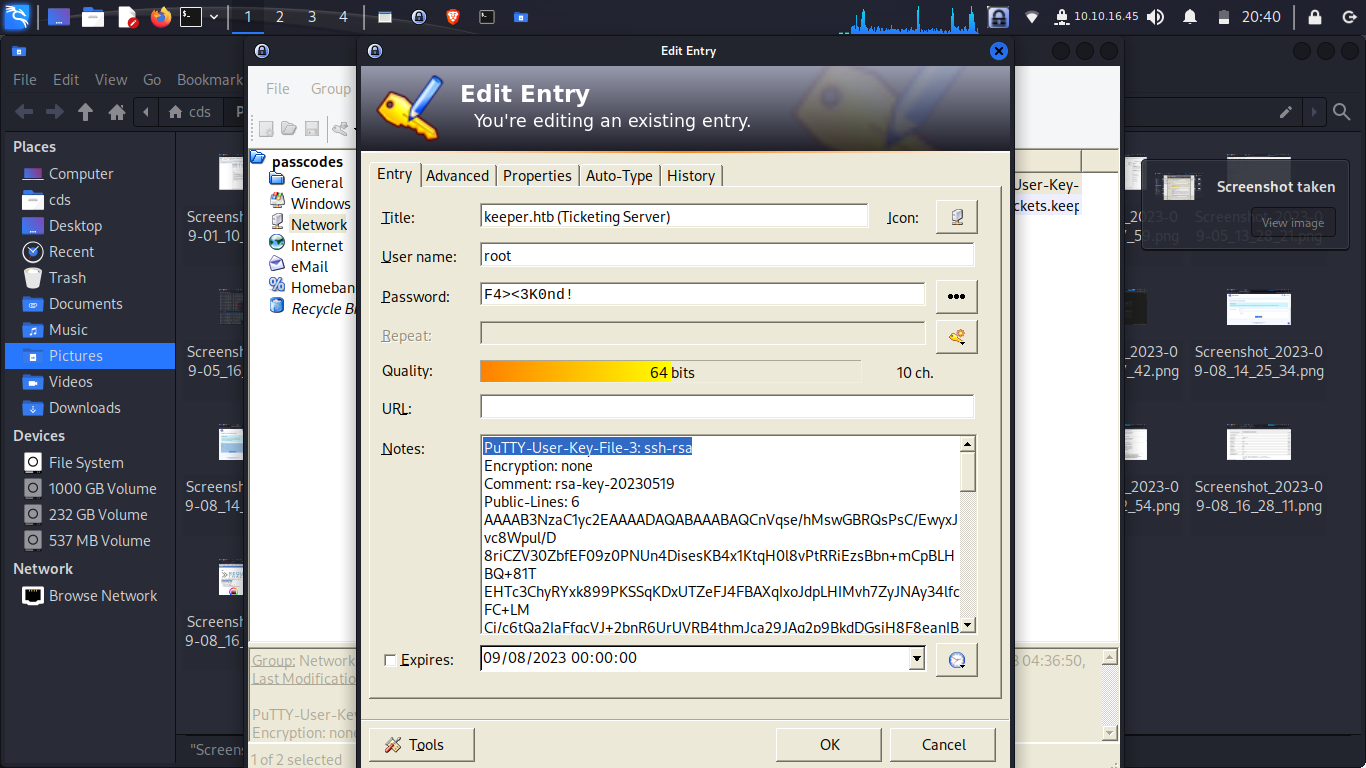 1 2 3 4
10.10.16.45
20:40
Edit Entry
File Edit View Go Bookmark
File Group
cds
Edit Entry
You're editing an existing entry.
Places
Computer
cds
Desktop
Recent
Trash
Documents
Music
Pictures
Videos
Downloads
Devices
File System
1000 GB Volume
232 GB Volume
537 MB Volume
Network
Browse Network
Screensh
9-01_10_
Screensh
9-05_16_
Screensh
9-08_14_
Screensh
9-08_16_
"Screens
passcodes
General
Windows
Network
Internet
eMail
Homeban
Recycle Bi
Entry Advanced Properties Auto-Type History
Title: keeper.htb (Ticketing Server) Icon:
User name: root
Password: F4><3K0nd!
Repeat:
Quality: 64 bits 10 ch.
URL:
Notes: PuTTY-User-Key-File-3: ssh-rsa
Encryption: none
Comment: rsa-key-20230519
Public-Lines: 6
AAAAB3NzaC1yc2EAAAADAQABAAABAQCnVqse/hMswGBRQsPsC/EwyxJ
vc8Wpul/D
8riCZV30ZbfEF09z0PNUn4DisesKB4x1KtqH0l8vPtRRiEzsBbn+mCpBLH
BQ+81T
EHTc3ChyRYxk899PKSSqKDxUTZeFJ4FBAXqIxoJdpLHIMvh7ZyJNAy34lfc
FC+LM
Cj/c6tQa2IaFfqcVJ+2bnR6UrUVRB4thmJca29JAq2p9BkdDGsiH8F8eanIB
Expires: 09/08/2023 00:00:00
Tools OK Cancel
Group: Network
Last Modification
PuTTY-User-Key
Encryption: none
1 of 2 selected
3 04:36:50,
User-Key-
ckets.keep
Screenshot taken
View image
_2023-0
7_59.png
9-05_13_28_21.png
_2023-0
7_42.png
Screenshot_2023-0
9-08_14_25_34.png
_2023-0
2_54.png
Screenshot_2023-0
9-08_16_28_11.png